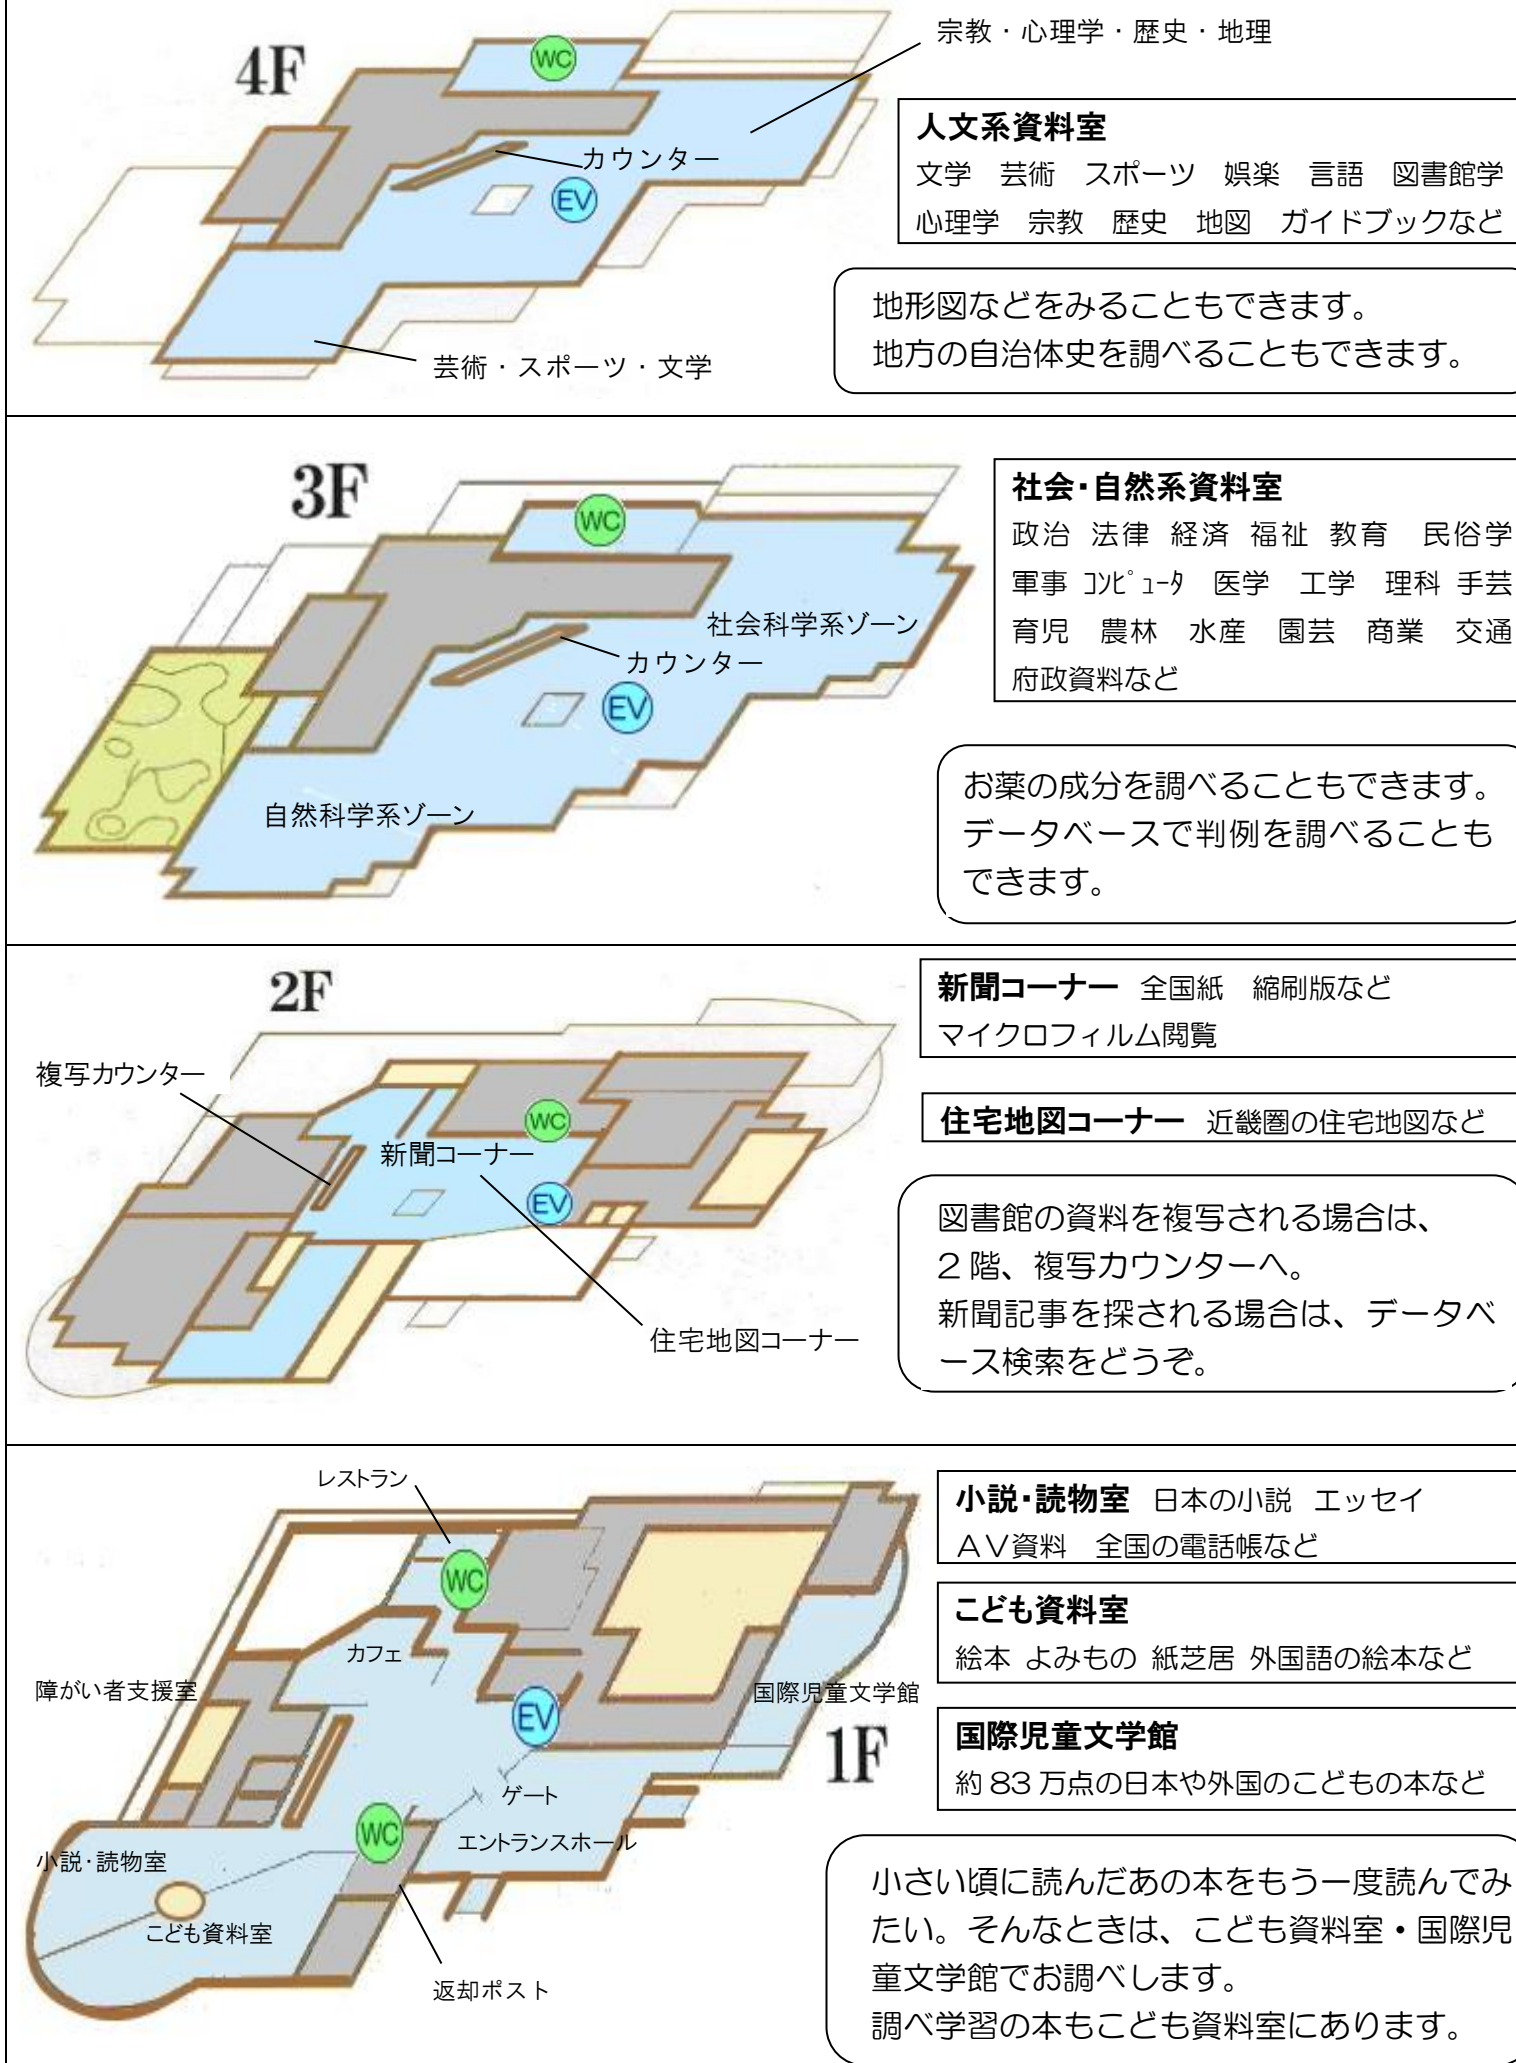 4F
WC
宗教・心理学・歴史・地理
カウンター
EV
芸術・スポーツ・文学
人文系資料室
文学　芸術　スポーツ　娯楽　言語　図書館学
心理学　宗教　歴史　地図　ガイドブックなど
地形図などをみることもできます。
地方の自治体史を調べることもできます。
3F
WC
社会科学系ゾーン
カウンター
EV
自然科学系ゾーン
社会・自然系資料室
政治 法律 経済 福祉 教育　民俗学
軍事 ｺﾝﾋﾟｭｰﾀ　医学　工学　理科 手芸
育児　農林　水産　園芸　商業　交通
府政資料など
お薬の成分を調べることもできます。
データベースで判例を調べることも
できます。
2F
複写カウンター
WC
新聞コーナー
EV
住宅地図コーナー
新聞コーナー 全国紙　縮刷版など
マイクロフィルム閲覧
住宅地図コーナー 近畿圏の住宅地図など
図書館の資料を複写される場合は、
２階、複写カウンターへ。
新聞記事を探される場合は、データベ
ース検索をどうぞ。
レストラン
WC
カフェ
障がい者支援室
国際児童文学館
EV
1F
ゲート
WC
エントランスホール
小説・読物室
こども資料室
返却ポスト
小説・読物室 日本の小説 エッセイ
ＡＶ資料　全国の電話帳など
こども資料室
絵本 よみもの 紙芝居 外国語の絵本など
国際児童文学館
約 83 万点の日本や外国のこどもの本など
小さい頃に読んだあの本をもう一度読んでみ
たい。そんなときは、こども資料室・国際児
童文学館でお調べします。
調べ学習の本もこども資料室にあります。